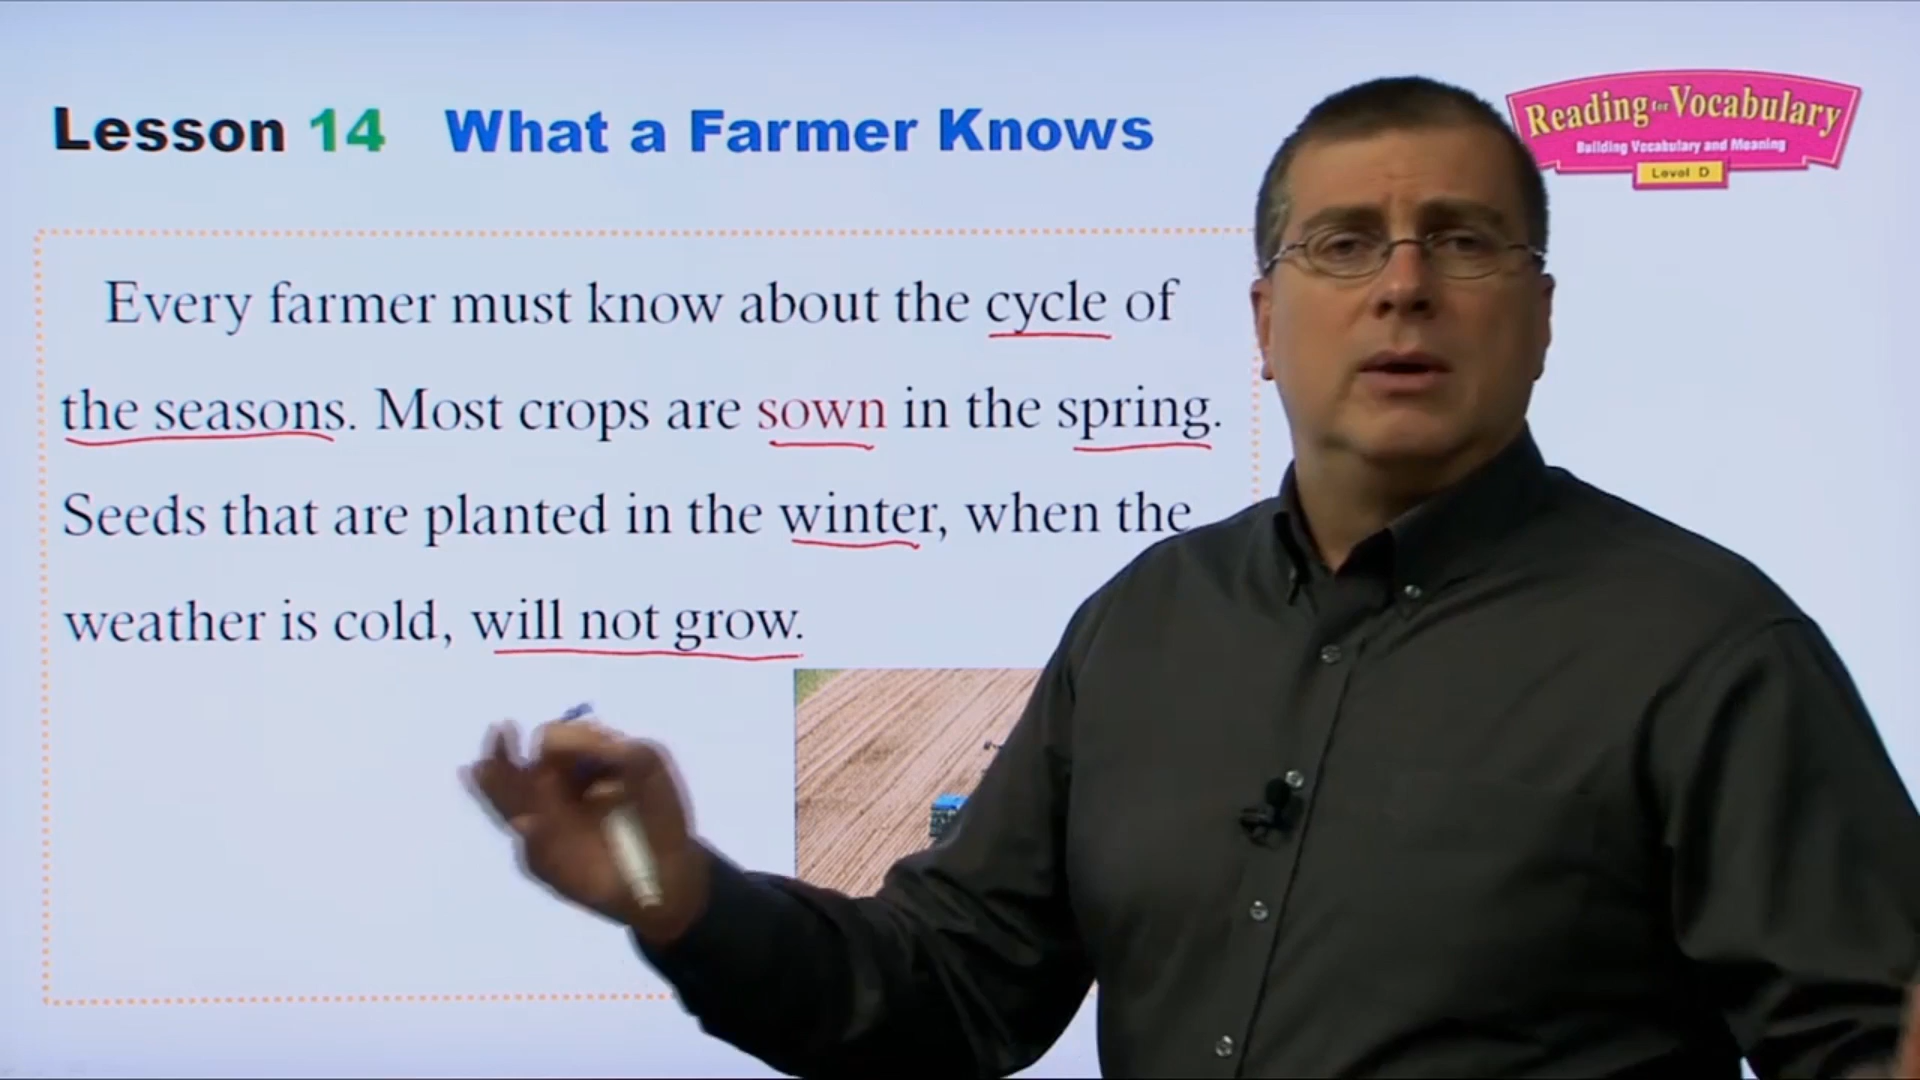 Lesson 14 What a Farmer Knows
Reading for Vocabulary
Building Vocabulary and Meaning
Level D
Every farmer must know about the cycle of
the seasons. Most crops are sown in the spring.
Seeds that are planted in the winter, when the
weather is cold, will not grow.